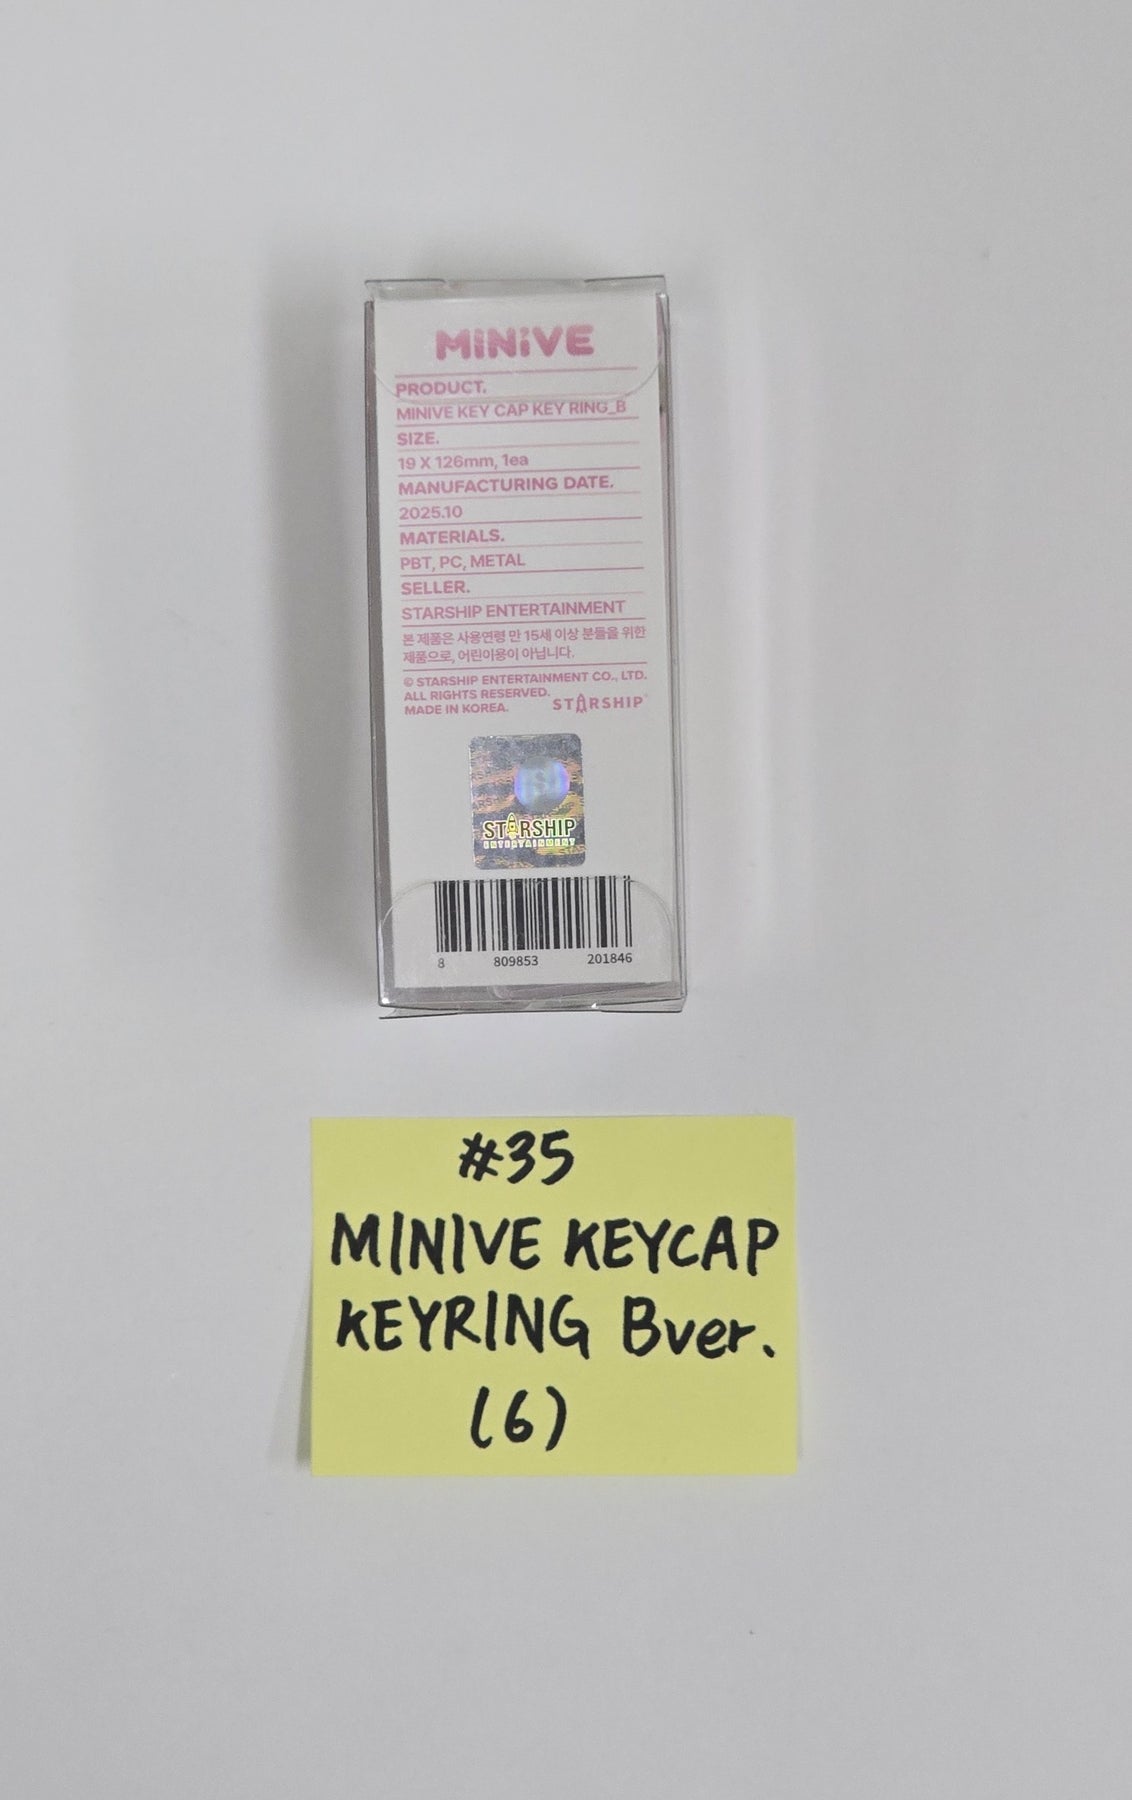 MINIVE
PRODUCT.
MINIVE KEY CAP KEY RING_B
SIZE.
19 X 126mm, 1ea
MANUFACTURING DATE.
2025.10
MATERIALS.
PBT, PC, METAL
SELLER.
STARSHIP ENTERTAINMENT
본 제품은 사용연령 만 15세 이상 분들을 위한
제품으로, 어린이용이 아닙니다.
© STARSHIP ENTERTAINMENT CO., LTD.
ALL RIGHTS RESERVED.
MADE IN KOREA. STARSHIP
STARSHIP
ENTERTAINMENT
8 809853 201846
#35
MINIVE KEYCAP
KEYRING Bver.
(6)